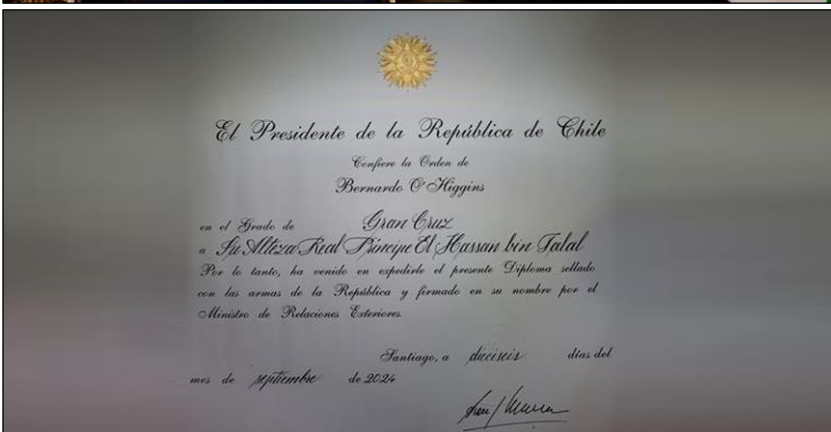 El Presidente de la República de Chile
Confiere la Orden de
Bernardo O'Higgins
en el Grado de Gran Cruz
a Su Alteza Real Príncipe El Hassan bin Talal
Por lo tanto, ha venido en expedirle el presente Diploma sellado
con las armas de la República y firmado en su nombre por el
Ministro de Relaciones Exteriores.
Santiago, a dieciseis días del
mes de septiembre de 2024